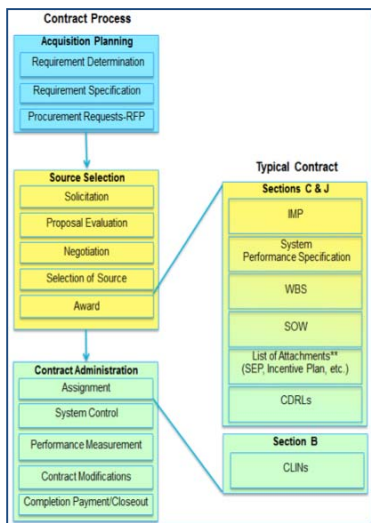 Contract Process
Acquisition Planning
Requirement Determination
Requirement Specification
Procurement Requests-RFP
Source Selection
Solicitation
Proposal Evaluation
Negotiation
Selection of Source
Award
Contract Administration
Assignment
System Control
Performance Measurement
Contract Modifications
Completion Payment/Closeout
Typical Contract
Sections C & J
IMP
System
Performance Specification
WBS
SOW
List of Attachments**
(SEP, Incentive Plan, etc.)
CDRLs
Section B
CLINs